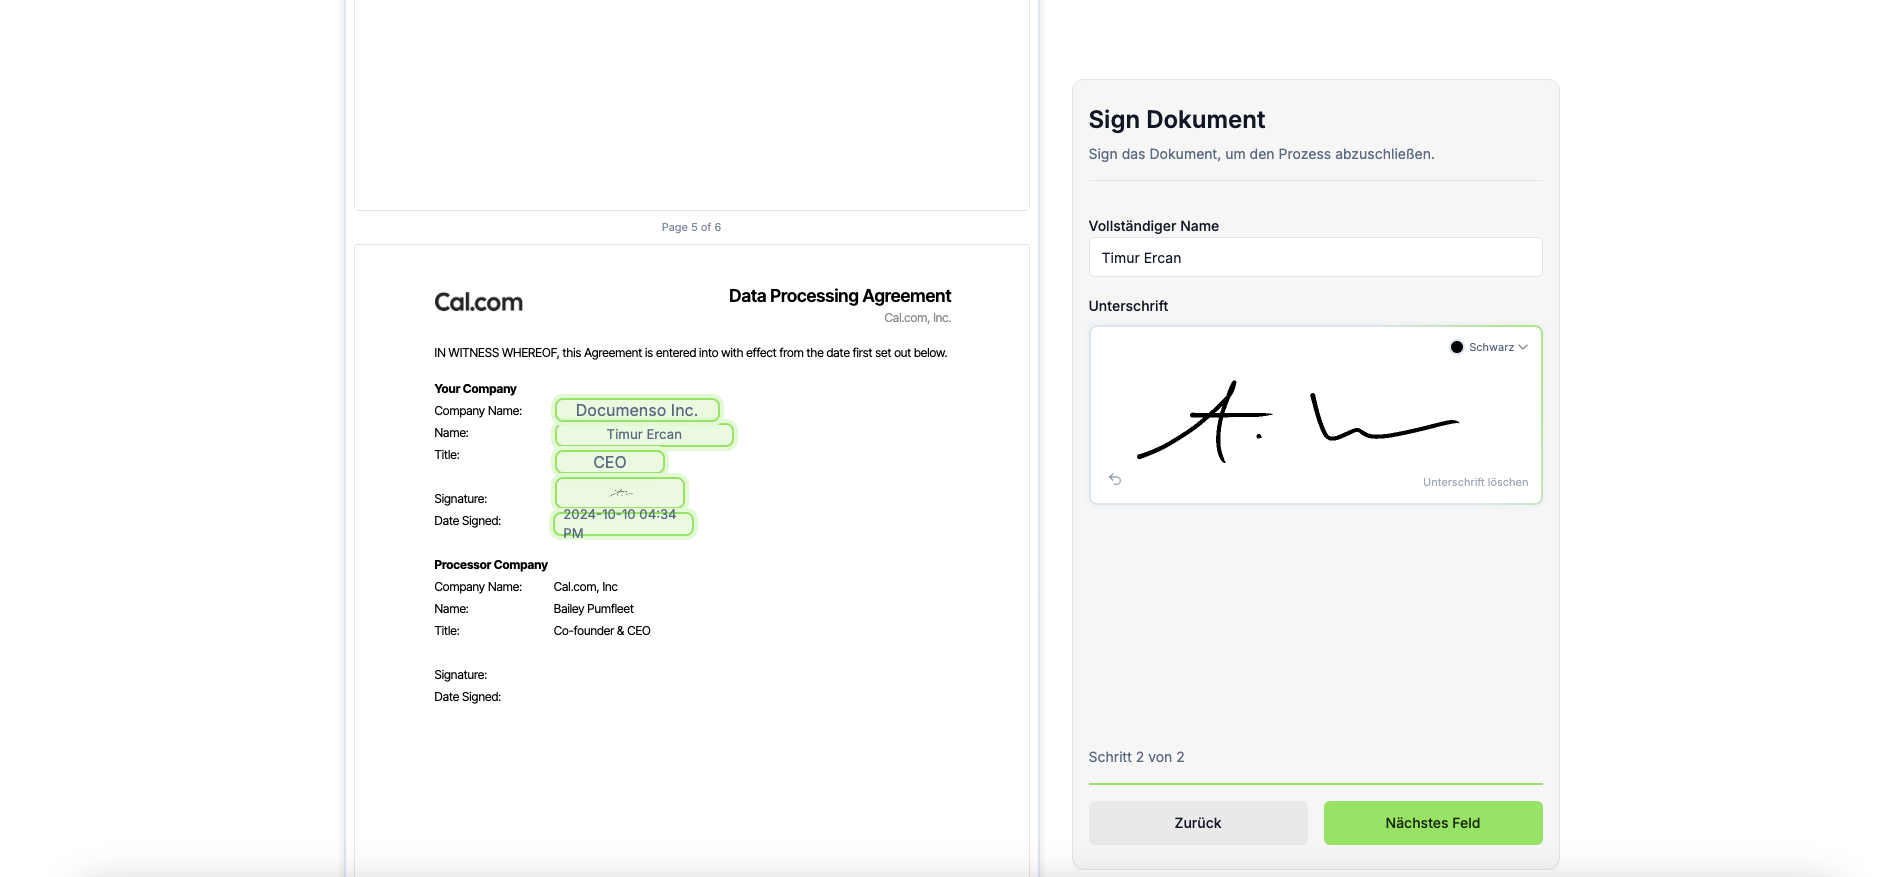 Page 5 of 6
Cal.com
Data Processing Agreement
Cal.com, Inc.
IN WITNESS WHEREOF, this Agreement is entered into with effect from the date first set out below.
Your Company
Company Name: Documenso Inc.
Name: Timur Ercan
Title: CEO
Signature:
Date Signed: 2024-10-10 04:34
PM
Processor Company
Company Name: Cal.com, Inc
Name: Bailey Pumfleet
Title: Co-founder & CEO
Signature:
Date Signed:
Sign Dokument
Sign das Dokument, um den Prozess abzuschließen.
Vollständiger Name
Timur Ercan
Unterschrift
Schwarz
Unterschrift löschen
Schritt 2 von 2
Zurück
Nächstes Feld